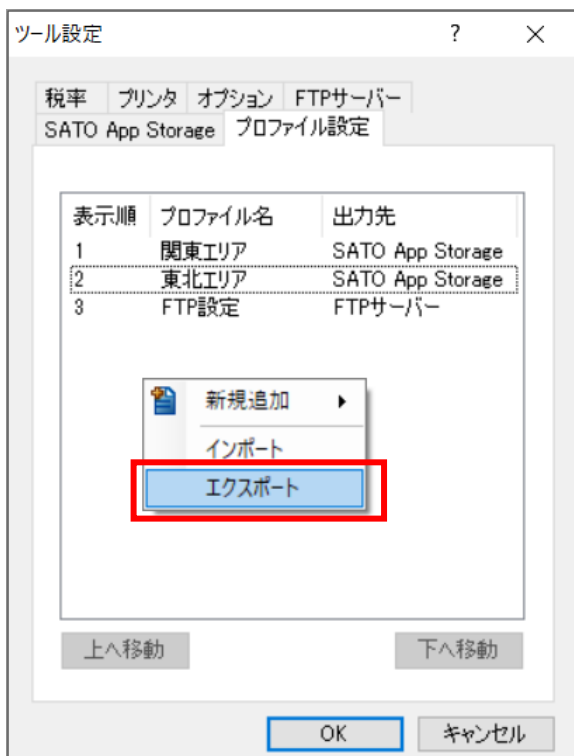 ツール設定 ?
税率 プリンタ オプション FTPサーバー
SATO App Storage プロファイル設定
表示順 プロファイル名 出力先
1 関東エリア SATO App Storage
2 東北エリア SATO App Storage
3 FTP設定 FTPサーバー
新規追加
インポート
エクスポート
上へ移動 下へ移動
OK キャンセル